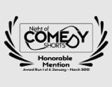 Night of
COMEDY
SHORTS
Honorable
Mention